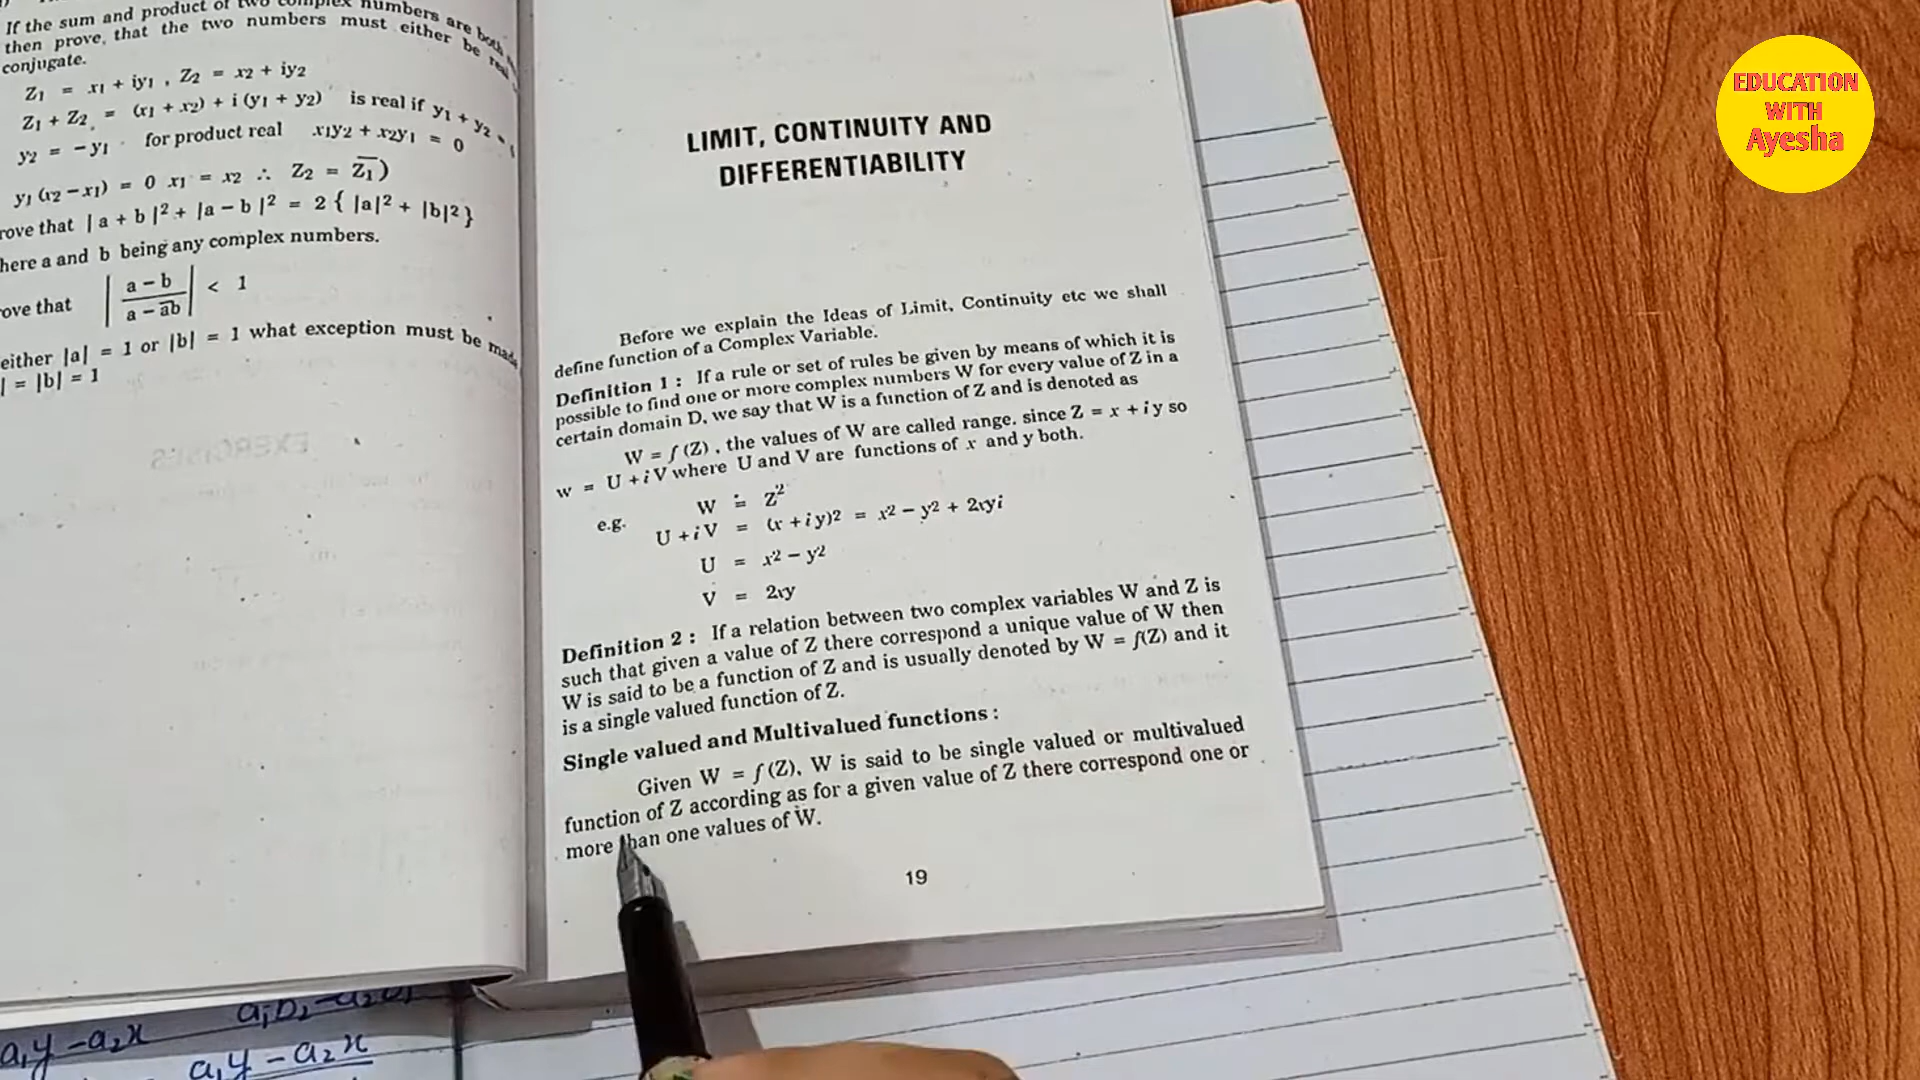 If the sum and product of two complex numbers are both
then prove, that the two numbers must either be real
conjugate.
Z1 = x1 + iy1 , Z2 = x2 + iy2
Z1 + Z2 = (x1 + x2) + i (y1 + y2) is real if y1 + y2 =
y2 = −y1 for product real x1y2 + x2y1 = 0
y1 (x2 − x1) = 0 x1 = x2 ∴ Z2 = Z̅1)
rove that | a + b |² + |a − b |² = 2 { |a|² + |b|² }
here a and b being any complex numbers.
ove that | a − b / a − a̅b | < 1
either |a| = 1 or |b| = 1 what exception must be made
| = |b| = 1
EXERCISES
LIMIT, CONTINUITY AND
DIFFERENTIABILITY
Before we explain the Ideas of Limit, Continuity etc we shall
define function of a Complex Variable.
Definition 1 : If a rule or set of rules be given by means of which it is
possible to find one or more complex numbers W for every value of Z in a
certain domain D, we say that W is a function of Z and is denoted as
W = f (Z) , the values of W are called range. since Z = x + i y so
w = U + i V where U and V are functions of x and y both.
e.g. W = Z²
U + i V = (x + i y)² = x² − y² + 2xyi
U = x² − y²
V = 2xy
Definition 2 : If a relation between two complex variables W and Z is
such that given a value of Z there correspond a unique value of W then
W is said to be a function of Z and is usually denoted by W = f(Z) and it
is a single valued function of Z.
Single valued and Multivalued functions :
Given W = f (Z), W is said to be single valued or multivalued
function of Z according as for a given value of Z there correspond one or
more than one values of W.
19
a₁y − a₂x
a₁y − a₂x
EDUCATION
WITH
Ayesha